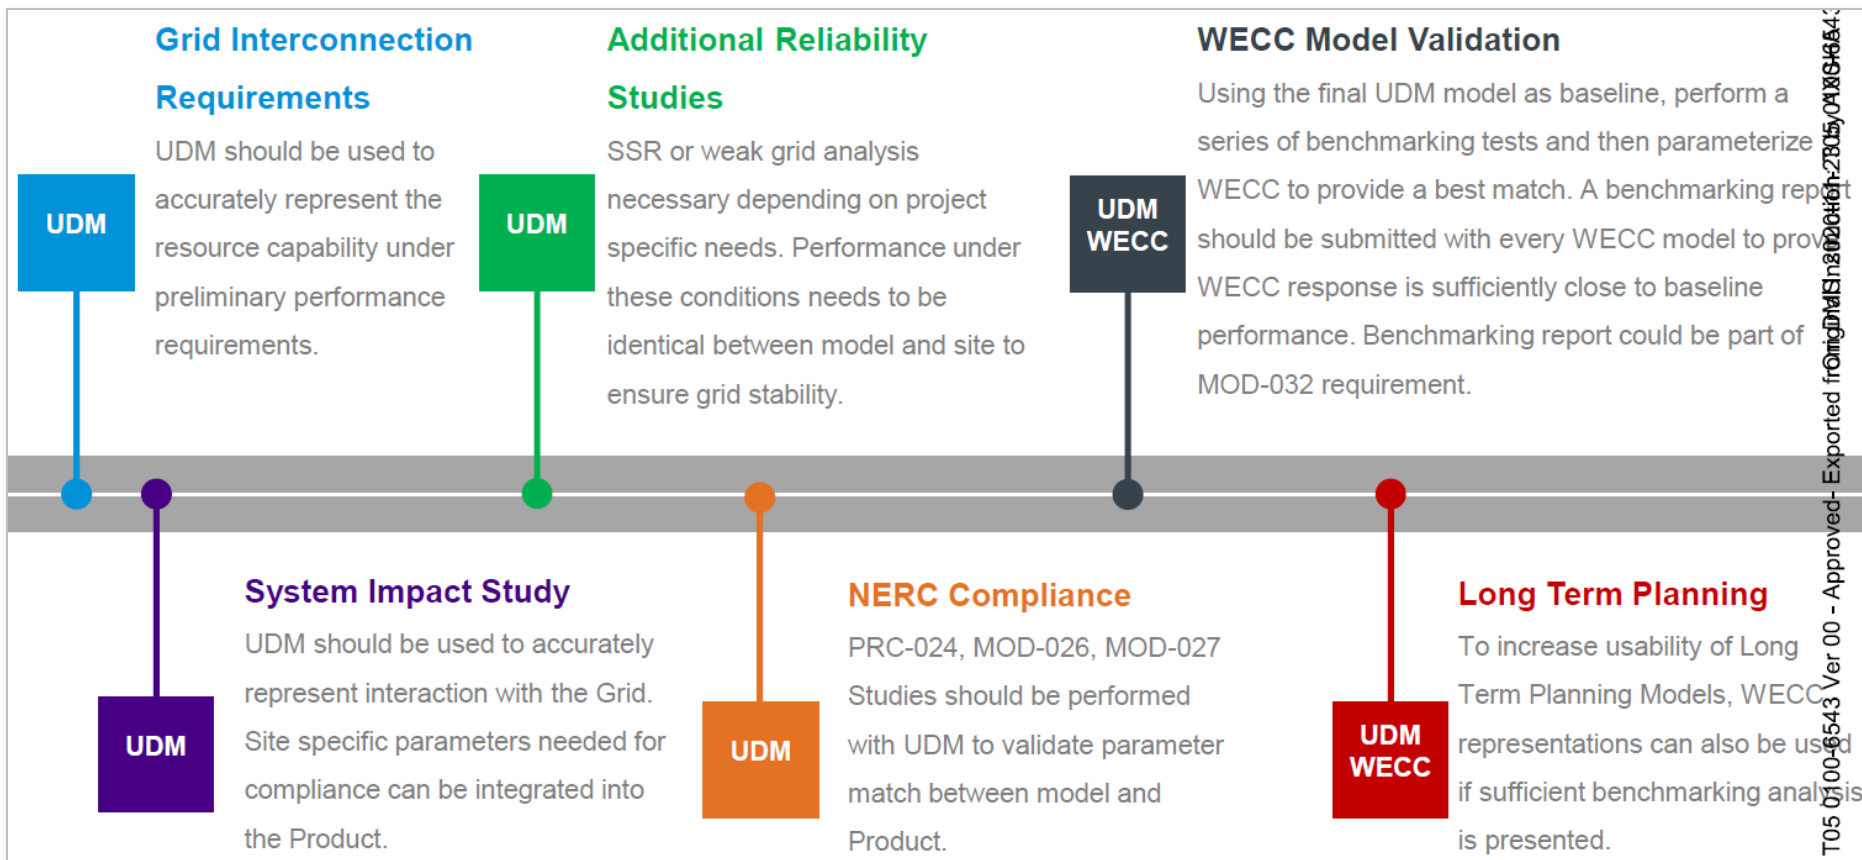 Grid Interconnection
Requirements
UDM should be used to
accurately represent the
resource capability under
preliminary performance
requirements.
UDM
Additional Reliability
Studies
SSR or weak grid analysis
necessary depending on project
specific needs. Performance under
these conditions needs to be
identical between model and site to
ensure grid stability.
UDM
WECC Model Validation
Using the final UDM model as baseline, perform a
series of benchmarking tests and then parameterize
WECC to provide a best match. A benchmarking report
should be submitted with every WECC model to prove
WECC response is sufficiently close to baseline
performance. Benchmarking report could be part of
MOD-032 requirement.
UDM
WECC
System Impact Study
UDM should be used to accurately
represent interaction with the Grid.
Site specific parameters needed for
compliance can be integrated into
the Product.
UDM
NERC Compliance
PRC-024, MOD-026, MOD-027
Studies should be performed
with UDM to validate parameter
match between model and
Product.
UDM
Long Term Planning
To increase usability of Long
Term Planning Models, WECC
representations can also be used
if sufficient benchmarking analysis
is presented.
UDM
WECC
T05 0100-6543 Ver 00 - Approved- Exported from